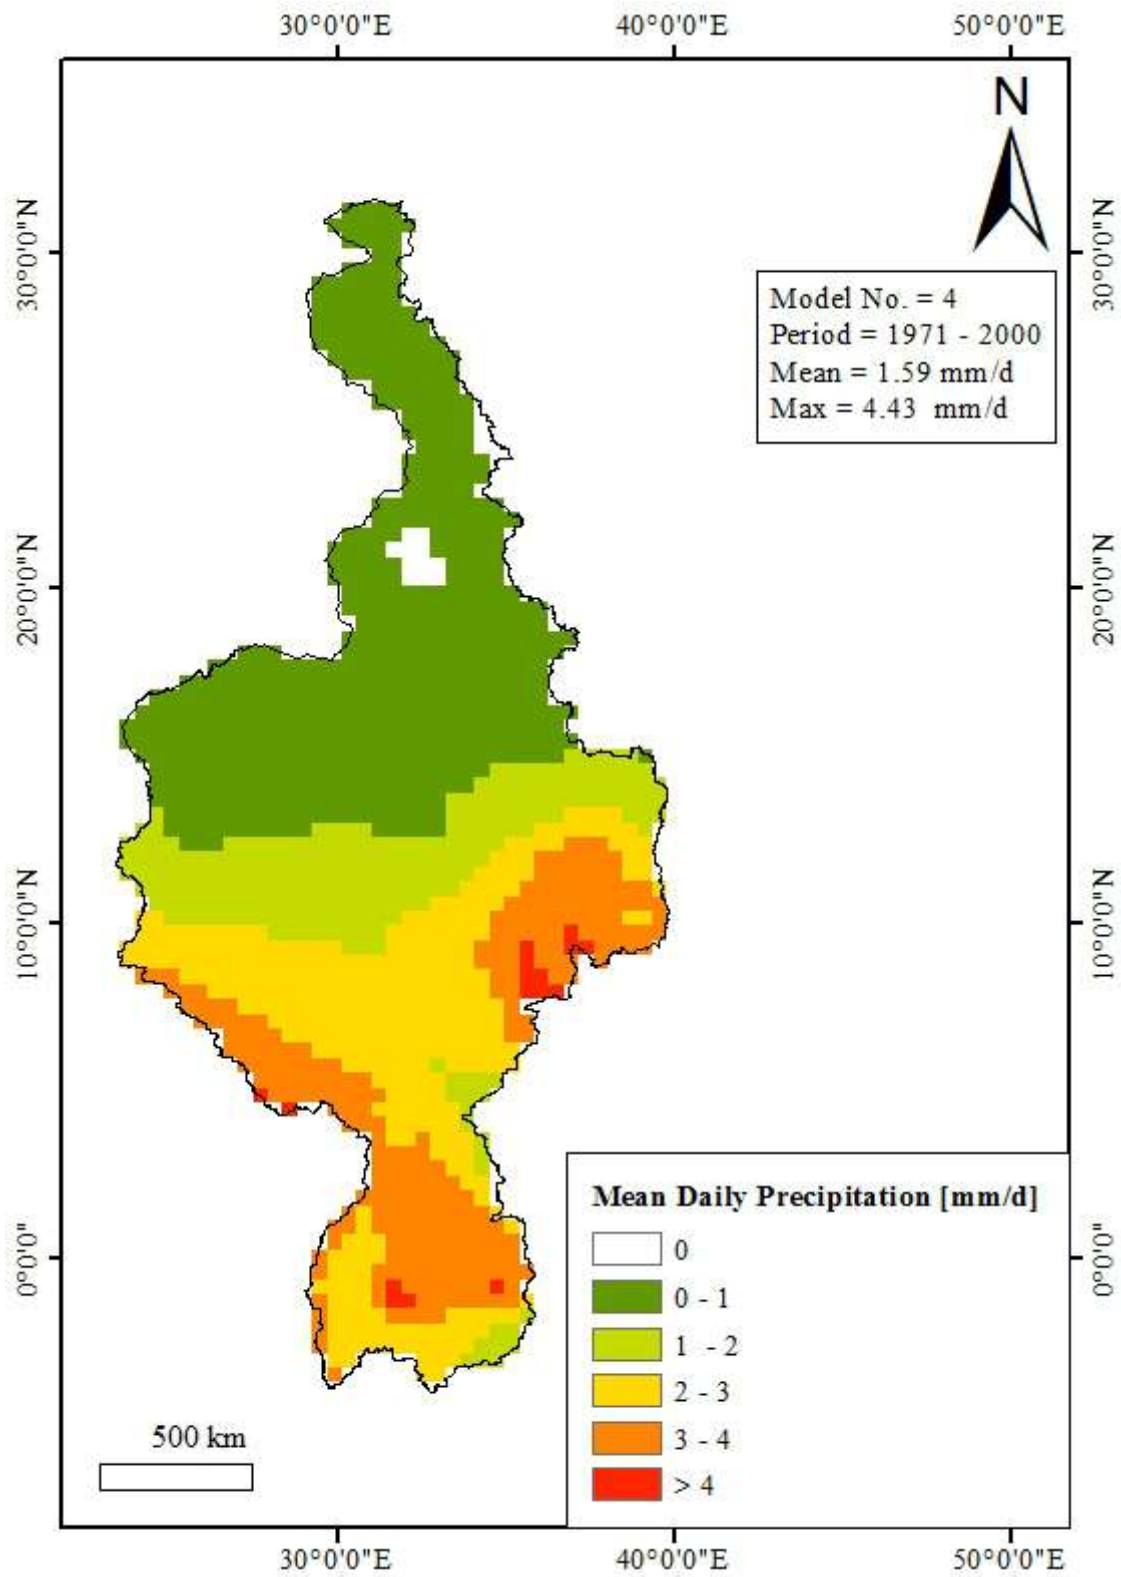 30°0'0"E 40°0'0"E 50°0'0"E
N
30°0'0"N 30°0'0"N
Model No. = 4
Period = 1971 - 2000
Mean = 1.59 mm/d
Max = 4.43 mm/d
20°0'0"N 20°0'0"N
10°0'0"N 10°0'0"N
Mean Daily Precipitation [mm/d]
0
0°0'0" 0°0'0"
0 - 1
1 - 2
2 - 3
3 - 4
> 4
500 km
30°0'0"E 40°0'0"E 50°0'0"E